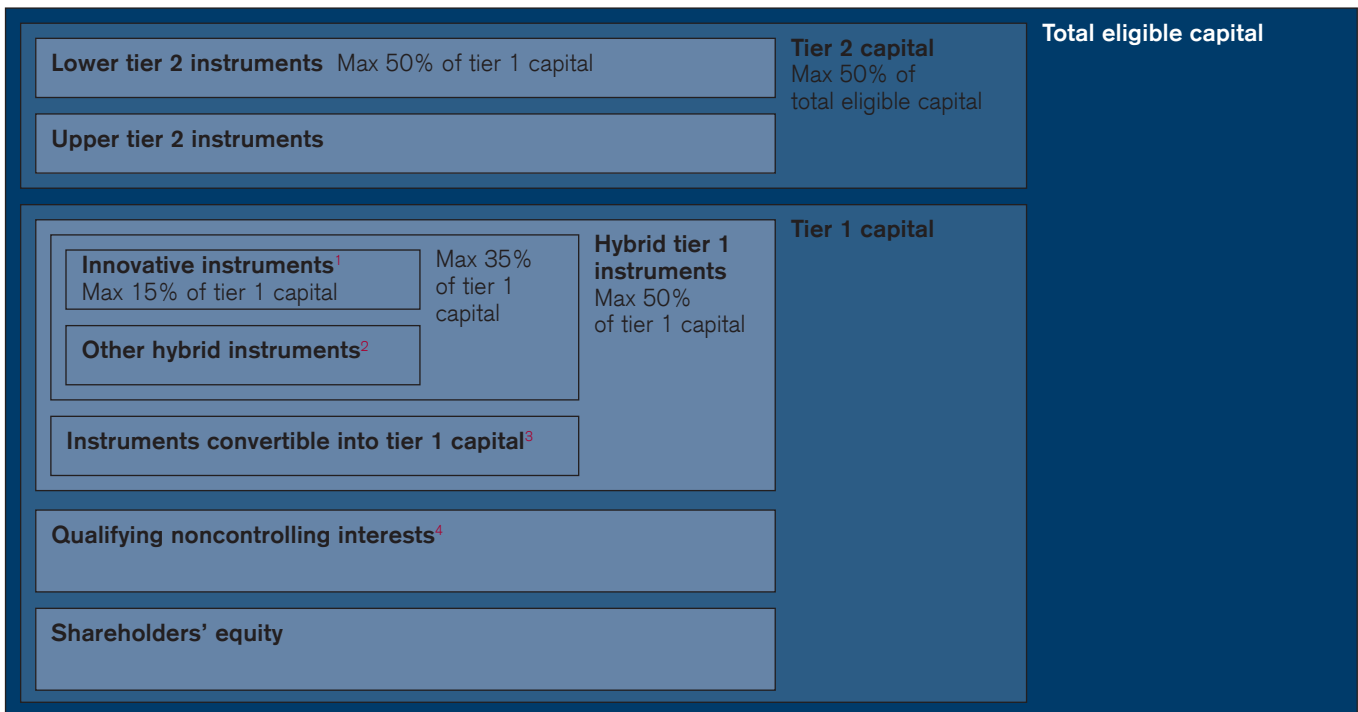 Total eligible capital
Tier 2 capital
Max 50% of
total eligible capital
Lower tier 2 instruments Max 50% of tier 1 capital
Upper tier 2 instruments
Tier 1 capital
Hybrid tier 1
instruments
Max 50%
of tier 1 capital
Max 35%
of tier 1
capital
Innovative instruments¹
Max 15% of tier 1 capital
Other hybrid instruments²
Instruments convertible into tier 1 capital³
Qualifying noncontrolling interests⁴
Shareholders’ equity